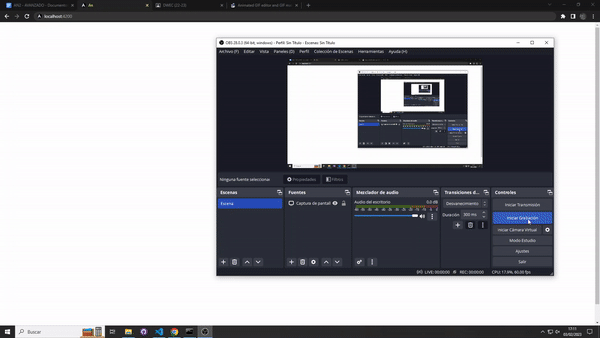 localhost:4200
OBS 29.0.2 (64-bit, windows) - Perfil: Sin Título - Escenas: Sin Título
Archivo (F) Editar Vista Paneles (D) Perfil Colección de Escenas Herramientas Ayuda (H)
Ninguna fuente seleccionar Propiedades Filtros
Escenas Fuentes Mezclador de audio Transiciones d... Controles
Escena
Captura de pantall
Audio del escritorio 0.0 dB
Desvanecimiento
Duración 300 ms
Iniciar Transmisión
Iniciar Grabación
Iniciar Cámara Virtual
Modo Estudio
Ajustes
Salir
LIVE: 00:00:00 REC: 00:00:00 CPU: 17.6%, 60.00 fps
Buscar